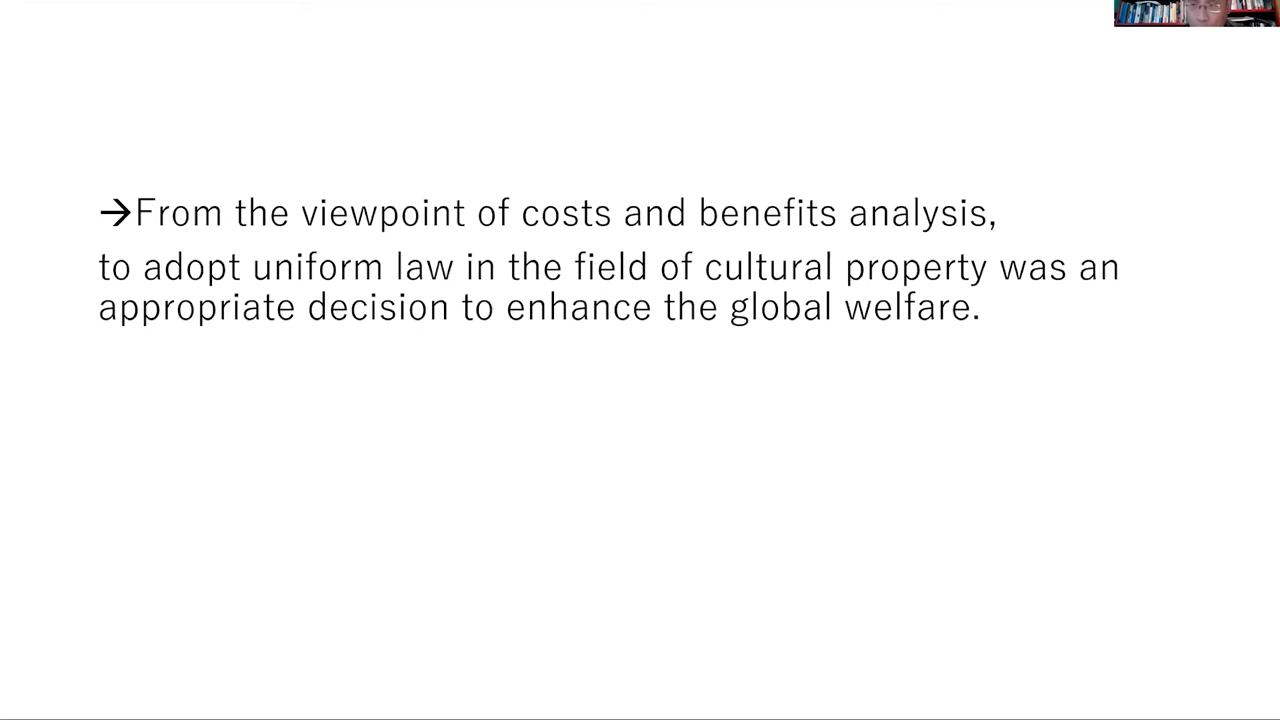 →From the viewpoint of costs and benefits analysis,
to adopt uniform law in the field of cultural property was an
appropriate decision to enhance the global welfare.